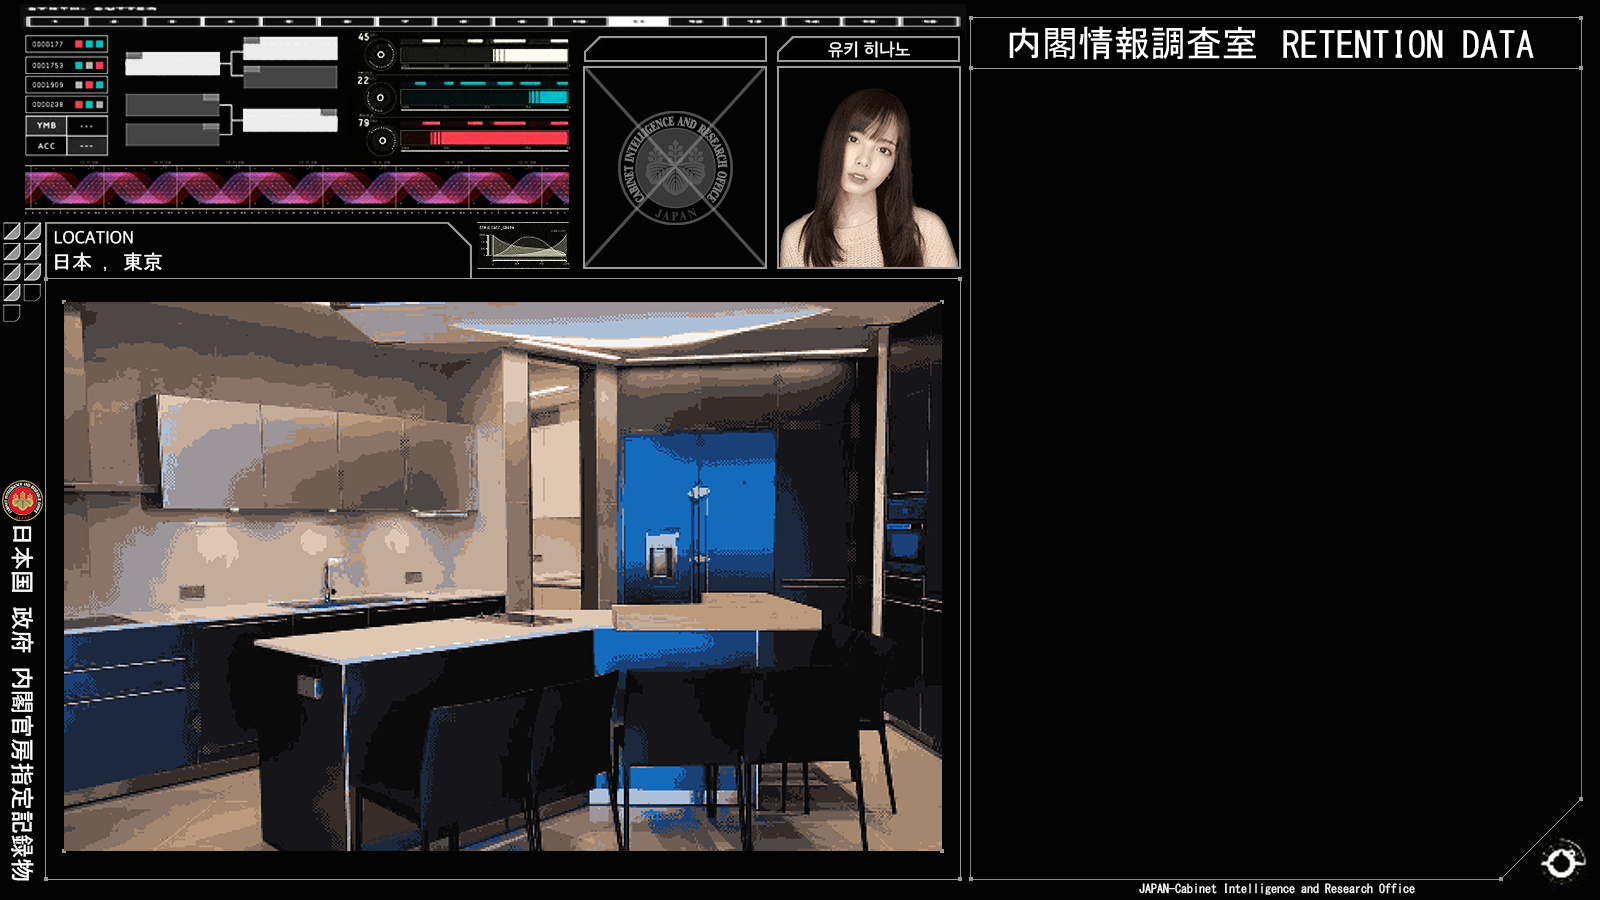 0000177
0001753
0001909
0000238
YMB ---
ACC ---
45
22
79
유키 히나노
CABINET INTELLIGENCE AND RESEARCH OFFICE
JAPAN
LOCATION
日本 , 東京
内閣情報調査室 RETENTION DATA
日本国 政府 内閣官房指定記録物
JAPAN-Cabinet Intelligence and Research Office